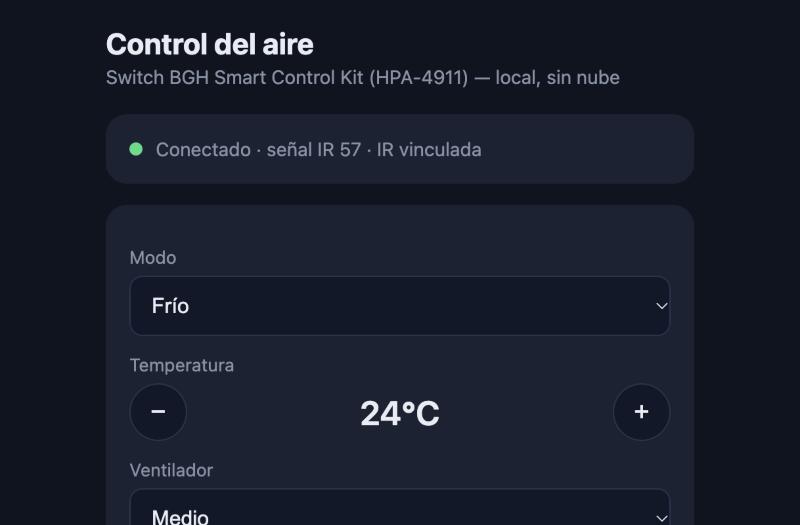 Control del aire
Switch BGH Smart Control Kit (HPA-4911) — local, sin nube
Conectado · señal IR 57 · IR vinculada
Modo
Frío
Temperatura
− 24°C +
Ventilador
Medio